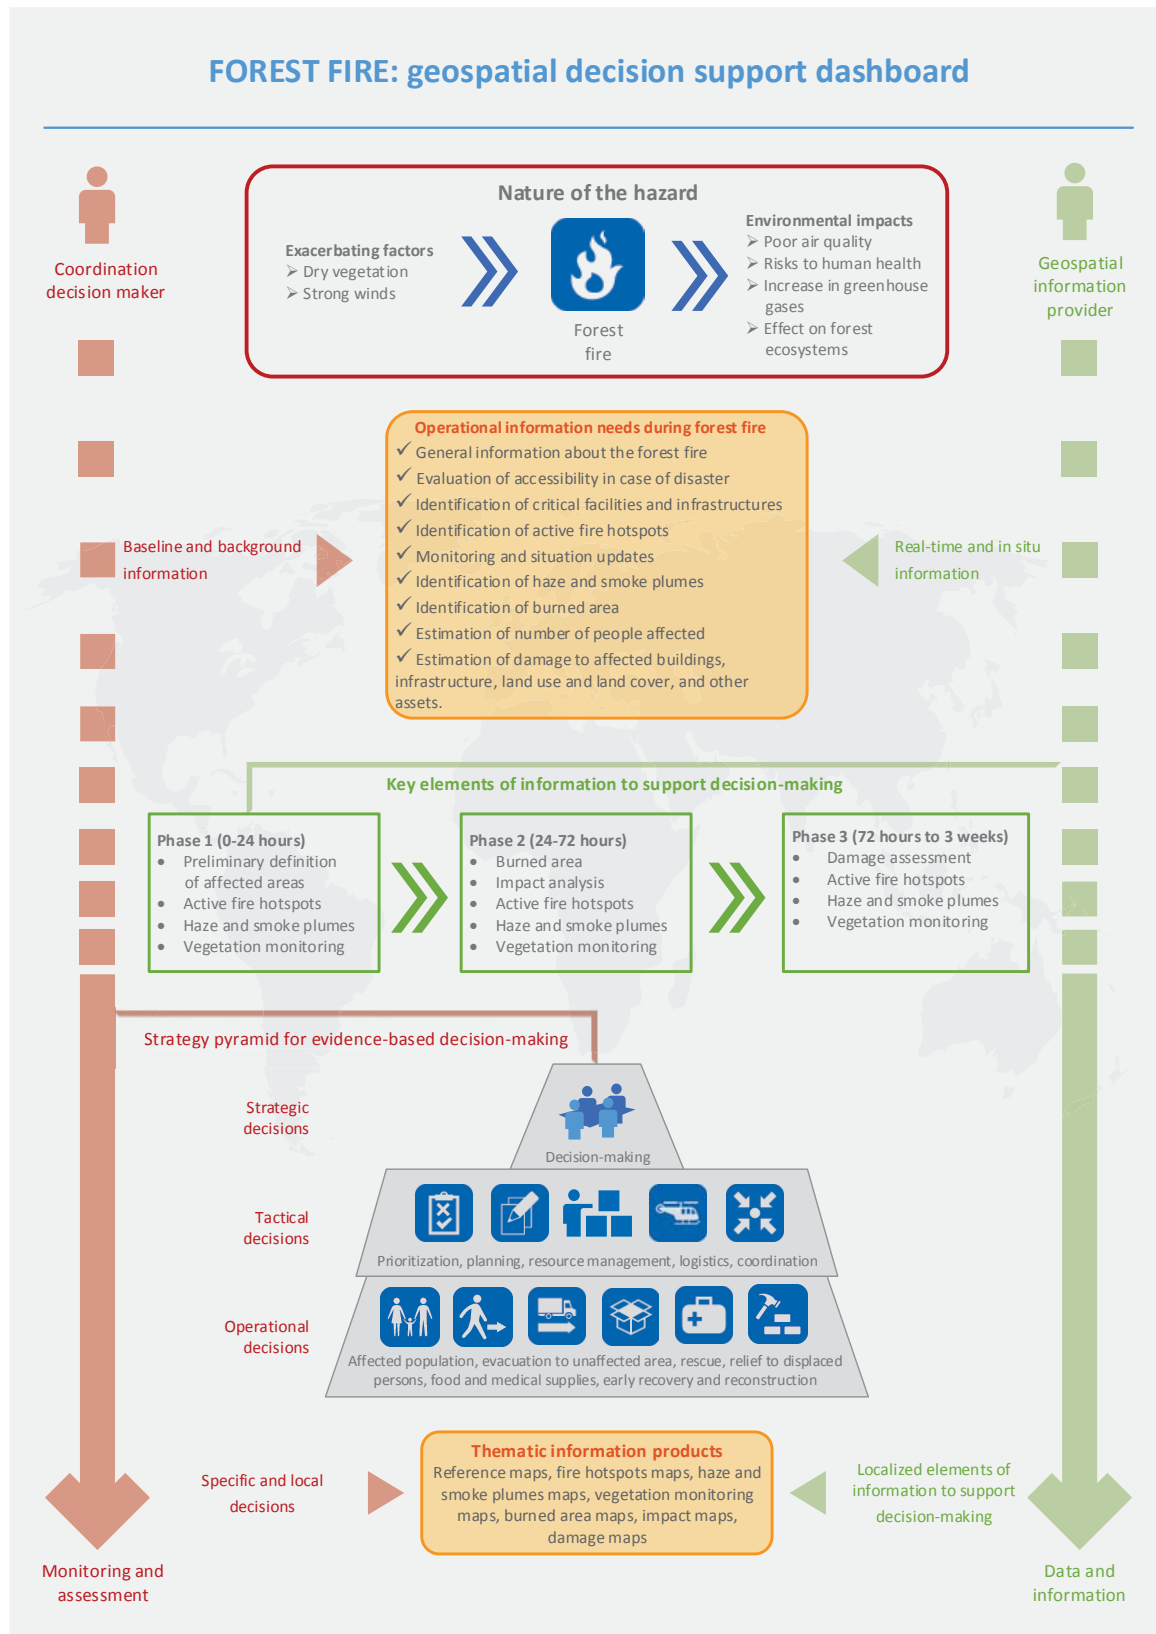 FOREST FIRE: geospatial decision support dashboard
Coordination
decision maker
Nature of the hazard
Exacerbating factors
Dry vegetation
Strong winds
Forest
fire
Environmental impacts
Poor air quality
Risks to human health
Increase in greenhouse
gases
Effect on forest
ecosystems
Geospatial
information
provider
Operational information needs during forest fire
General information about the forest fire
Evaluation of accessibility in case of disaster
Identification of critical facilities and infrastructures
Identification of active fire hotspots
Monitoring and situation updates
Identification of haze and smoke plumes
Identification of burned area
Estimation of number of people affected
Estimation of damage to affected buildings,
infrastructure, land use and land cover, and other
assets.
Baseline and background
information
Real-time and in situ
information
Key elements of information to support decision-making
Phase 1 (0-24 hours)
• Preliminary definition
of affected areas
• Active fire hotspots
• Haze and smoke plumes
• Vegetation monitoring
Phase 2 (24-72 hours)
• Burned area
• Impact analysis
• Active fire hotspots
• Haze and smoke plumes
• Vegetation monitoring
Phase 3 (72 hours to 3 weeks)
• Damage assessment
• Active fire hotspots
• Haze and smoke plumes
• Vegetation monitoring
Strategy pyramid for evidence-based decision-making
Strategic
decisions
Decision-making
Tactical
decisions
Prioritization, planning, resource management, logistics, coordination
Operational
decisions
Affected population, evacuation to unaffected area, rescue, relief to displaced
persons, food and medical supplies, early recovery and reconstruction
Specific and local
decisions
Thematic information products
Reference maps, fire hotspots maps, haze and
smoke plumes maps, vegetation monitoring
maps, burned area maps, impact maps,
damage maps
Localized elements of
information to support
decision-making
Monitoring and
assessment
Data and
information